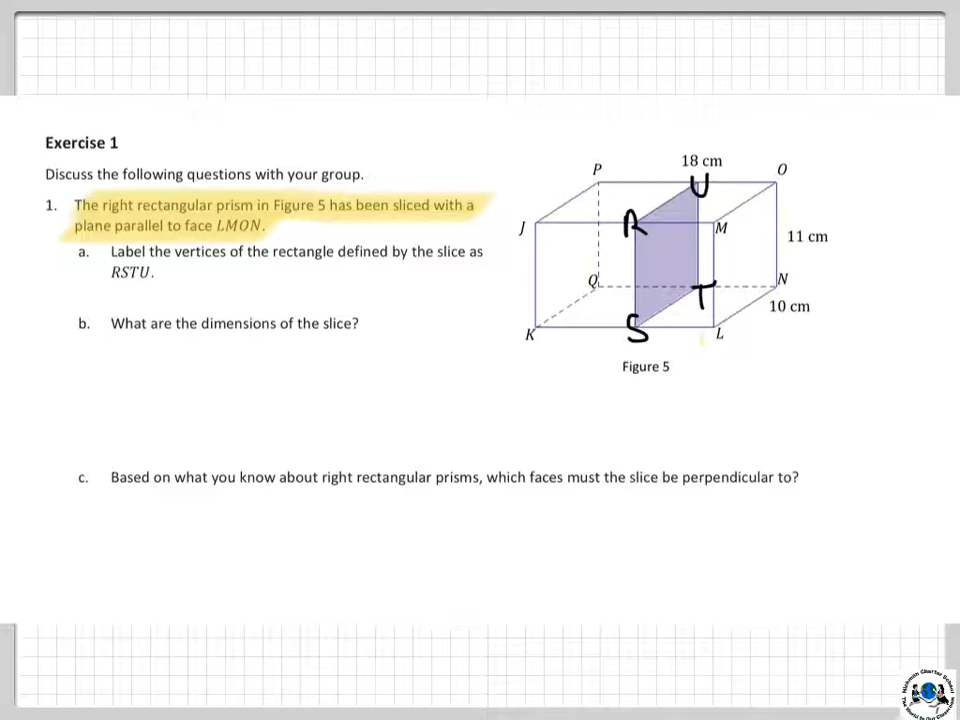 Exercise 1
Discuss the following questions with your group.
1. The right rectangular prism in Figure 5 has been sliced with a
plane parallel to face LMON.
a. Label the vertices of the rectangle defined by the slice as
RSTU.
b. What are the dimensions of the slice?
18 cm
P
O
U
J
R
M
11 cm
Q
N
T
10 cm
K
S
L
Figure 5
c. Based on what you know about right rectangular prisms, which faces must the slice be perpendicular to?